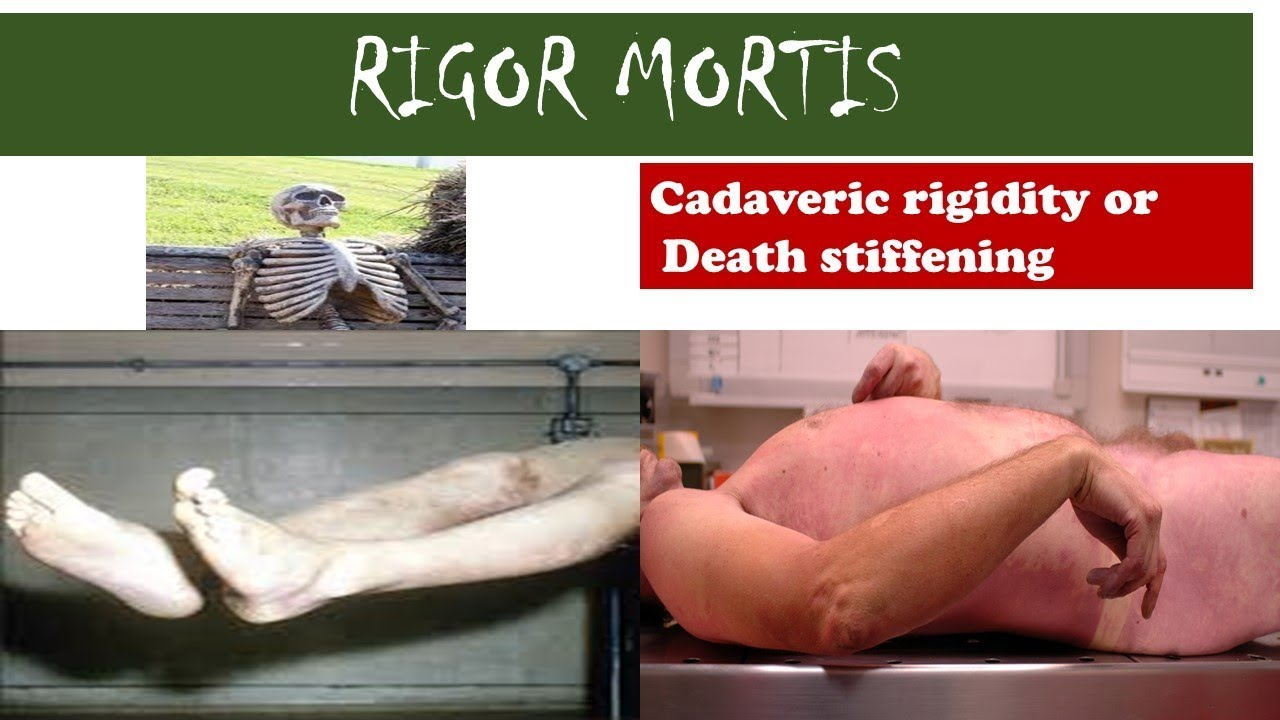 RIGOR MORTIS
Cadaveric rigidity or
Death stiffening